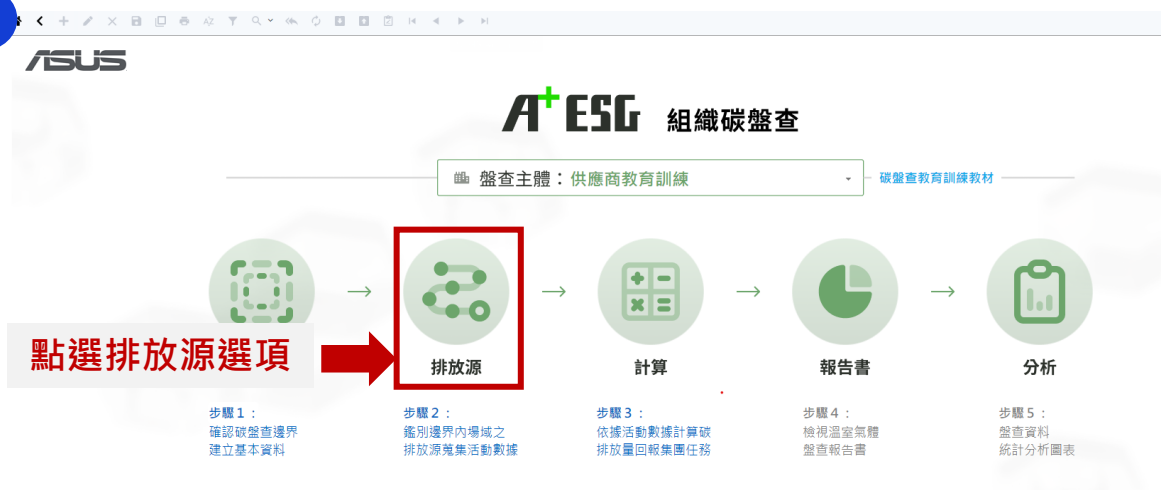 ASUS
A+ ESG 組織碳盤查
盤查主體：供應商教育訓練
碳盤查教育訓練教材
點選排放源選項
排放源
計算
報告書
分析
步驟1：
確認碳盤查邊界
建立基本資料
步驟2：
鑑別邊界內場域之
排放源蒐集活動數據
步驟3：
依據活動數據計算碳
排放量回報集團任務
步驟4：
檢視溫室氣體
盤查報告書
步驟5：
盤查資料
統計分析圖表